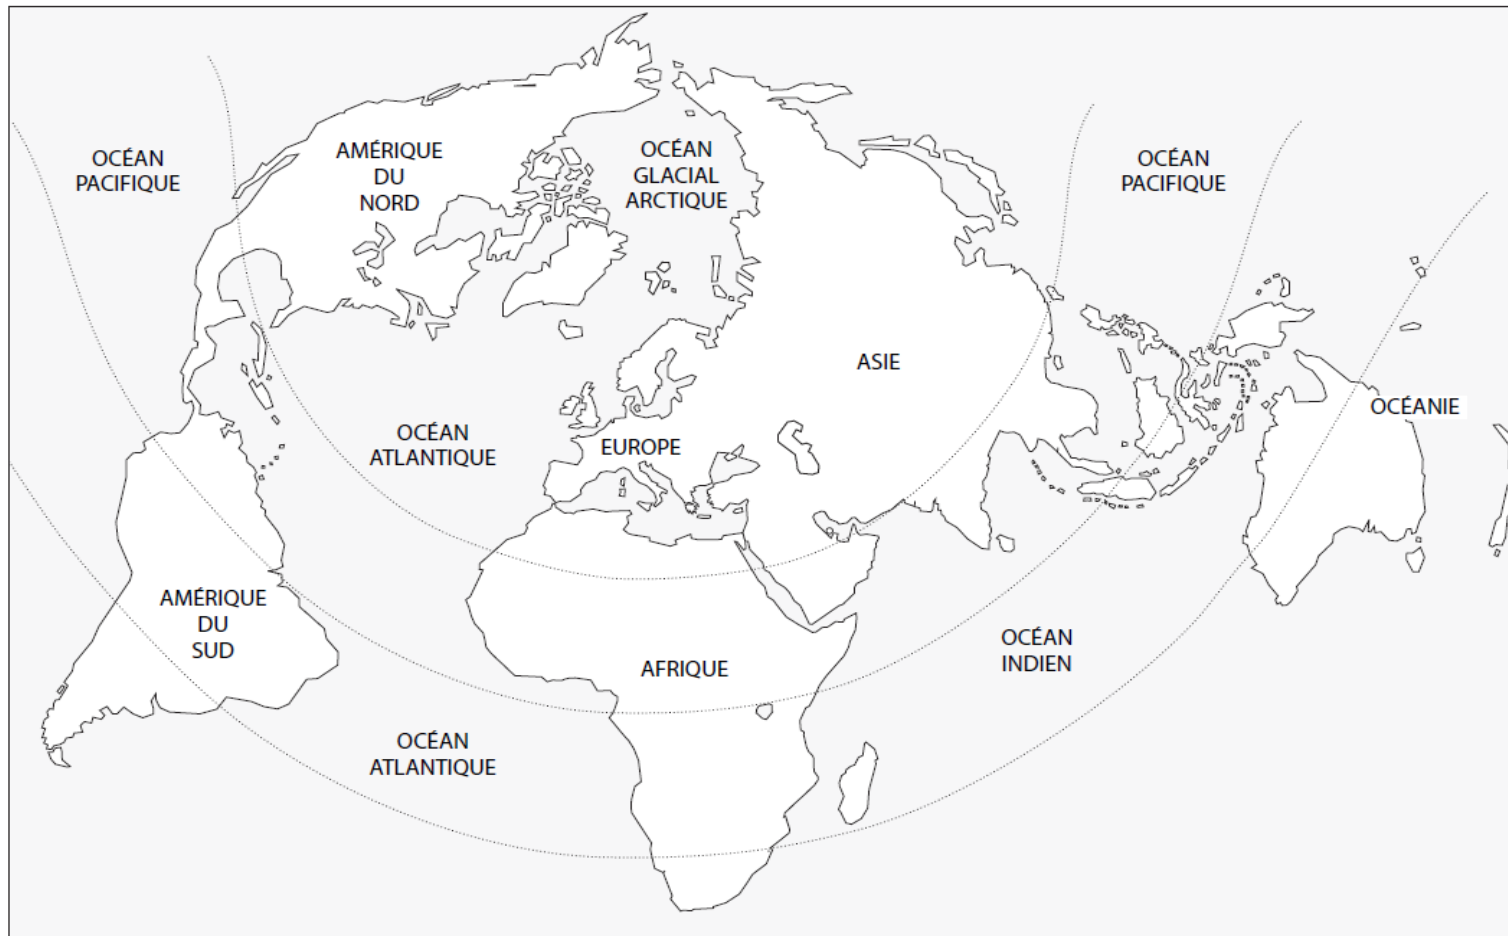 OCÉAN
PACIFIQUE
AMÉRIQUE
DU
NORD
OCÉAN
GLACIAL
ARCTIQUE
OCÉAN
PACIFIQUE
ASIE
OCÉANIE
OCÉAN
ATLANTIQUE
EUROPE
AMÉRIQUE
DU
SUD
AFRIQUE
OCÉAN
INDIEN
OCÉAN
ATLANTIQUE